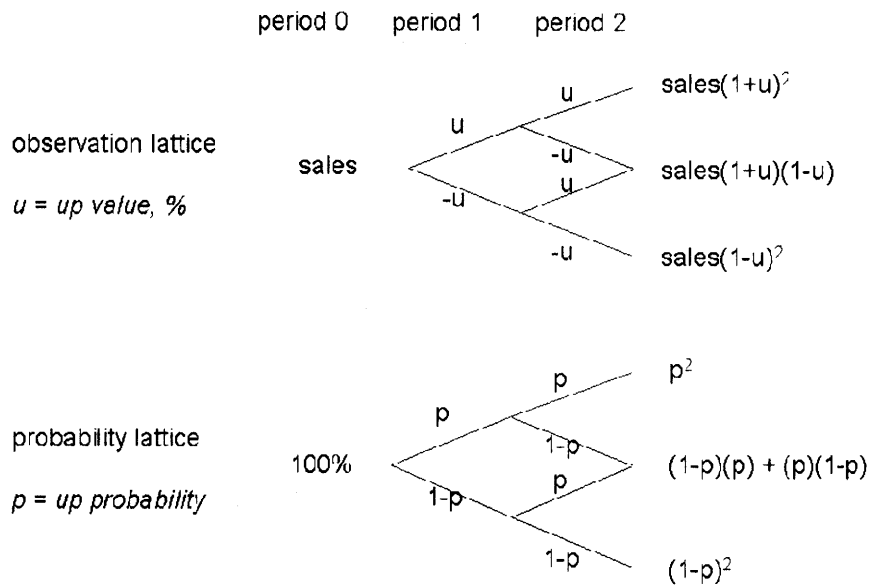 period 0 period 1 period 2
u sales(1+u)²
observation lattice u
sales -u sales(1+u)(1-u)
u = up value, % -u u
-u sales(1-u)²
p p²
probability lattice p
100% 1-p (1-p)(p) + (p)(1-p)
p = up probability 1-p p
1-p (1-p)²